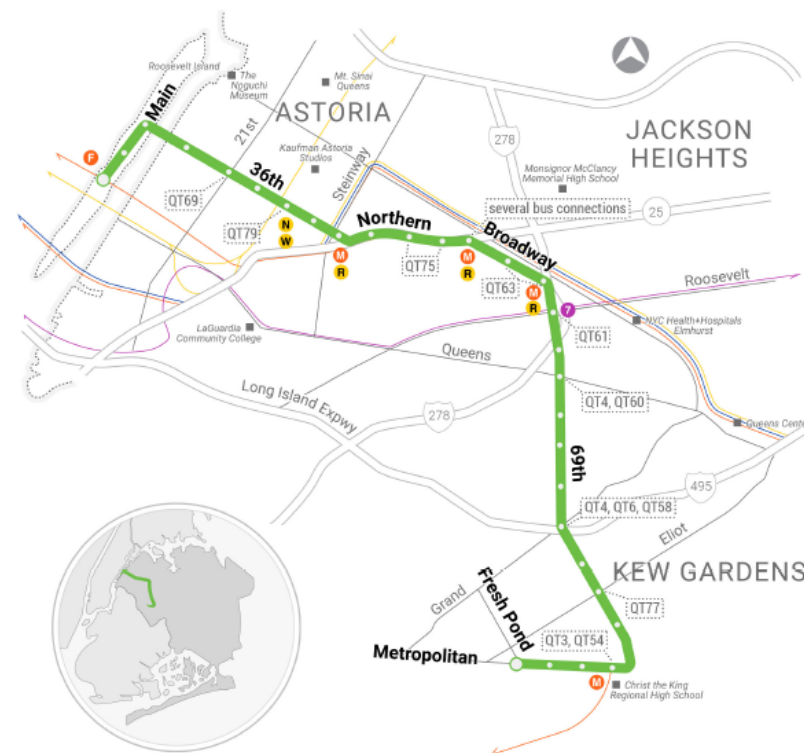 Roosevelt Island
The
Noguchi
Museum
Mt. Sinai
Queens
ASTORIA
JACKSON
HEIGHTS
Main
21st
278
F
36th
Kaufman Astoria
Studios
Steinway
Monsignor McClancy
Memorial High School
several bus connections
25
QT69
QT79
N
W
Northern
Broadway
M
R
QT75
M
R
QT63
M
R
Roosevelt
7
NYC Health+Hospitals
Elmhurst
QT61
LaGuardia
Community College
Queens
Long Island Expwy
278
QT4, QT60
Queens Center
69th
495
QT4, QT6, QT58
Eliot
KEW GARDENS
Grand
Fresh Pond
QT77
Metropolitan
QT3, QT54
M
Christ the King
Regional High School